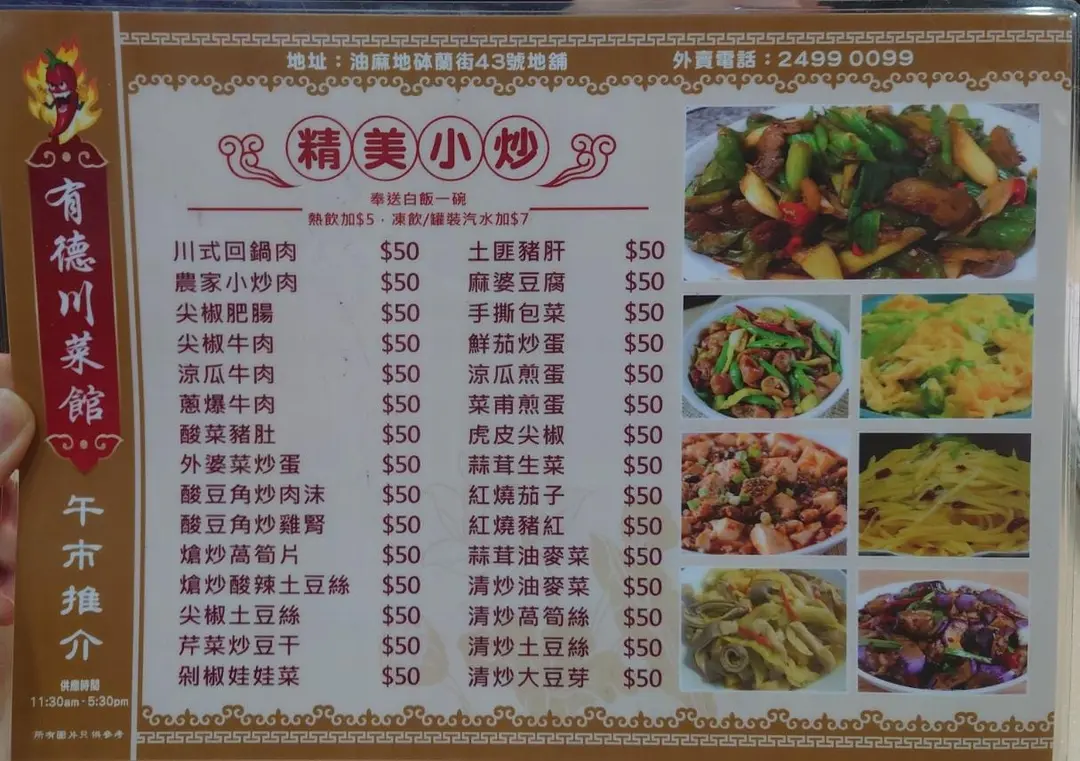 地址：油麻地砵蘭街43號地舖
外賣電話：2499 0099
有德川菜館
午市推介
供應時間
11:30am - 5:30pm
所有圖片只供參考
精美小炒
奉送白飯一碗
熱飲加$5．凍飲/罐裝汽水加$7
川式回鍋肉 $50
農家小炒肉 $50
尖椒肥腸 $50
尖椒牛肉 $50
涼瓜牛肉 $50
蔥爆牛肉 $50
酸菜豬肚 $50
外婆菜炒蛋 $50
酸豆角炒肉沫 $50
酸豆角炒雞腎 $50
熗炒萵筍片 $50
熗炒酸辣土豆絲 $50
尖椒土豆絲 $50
芹菜炒豆干 $50
剁椒娃娃菜 $50
土匪豬肝 $50
麻婆豆腐 $50
手撕包菜 $50
鮮茄炒蛋 $50
涼瓜煎蛋 $50
菜甫煎蛋 $50
虎皮尖椒 $50
蒜茸生菜 $50
紅燒茄子 $50
紅燒豬紅 $50
蒜茸油麥菜 $50
清炒油麥菜 $50
清炒萵筍絲 $50
清炒土豆絲 $50
清炒大豆芽 $50